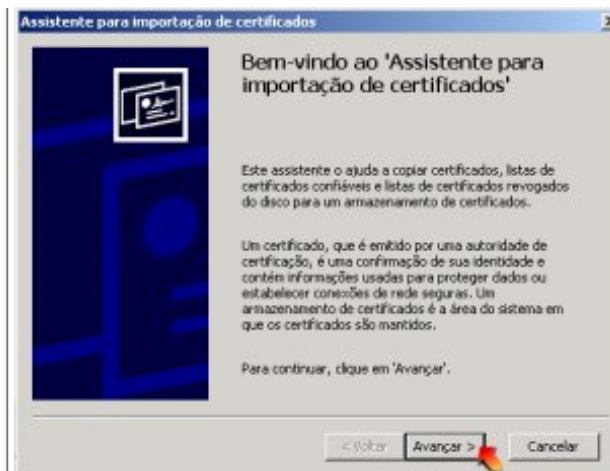 Assistente para importação de certificados
Bem-vindo ao 'Assistente para
importação de certificados'
Este assistente o ajuda a copiar certificados, listas de
certificados confiáveis e listas de certificados revogados
do disco para um armazenamento de certificados.
Um certificado, que é emitido por uma autoridade de
certificação, é uma confirmação de sua identidade e
contém informações usadas para proteger dados ou
estabelecer conexões de rede seguras. Um
armazenamento de certificados é a área do sistema em
que os certificados são mantidos.
Para continuar, clique em 'Avançar'.
< Voltar Avançar > Cancelar